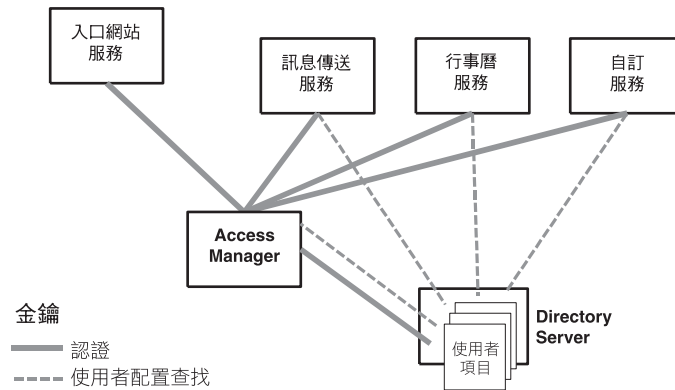 入口網站
服務
訊息傳送
服務
行事曆
服務
自訂
服務
Access
Manager
Directory
Server
使用者
項目
金鑰
認證
使用者配置查找